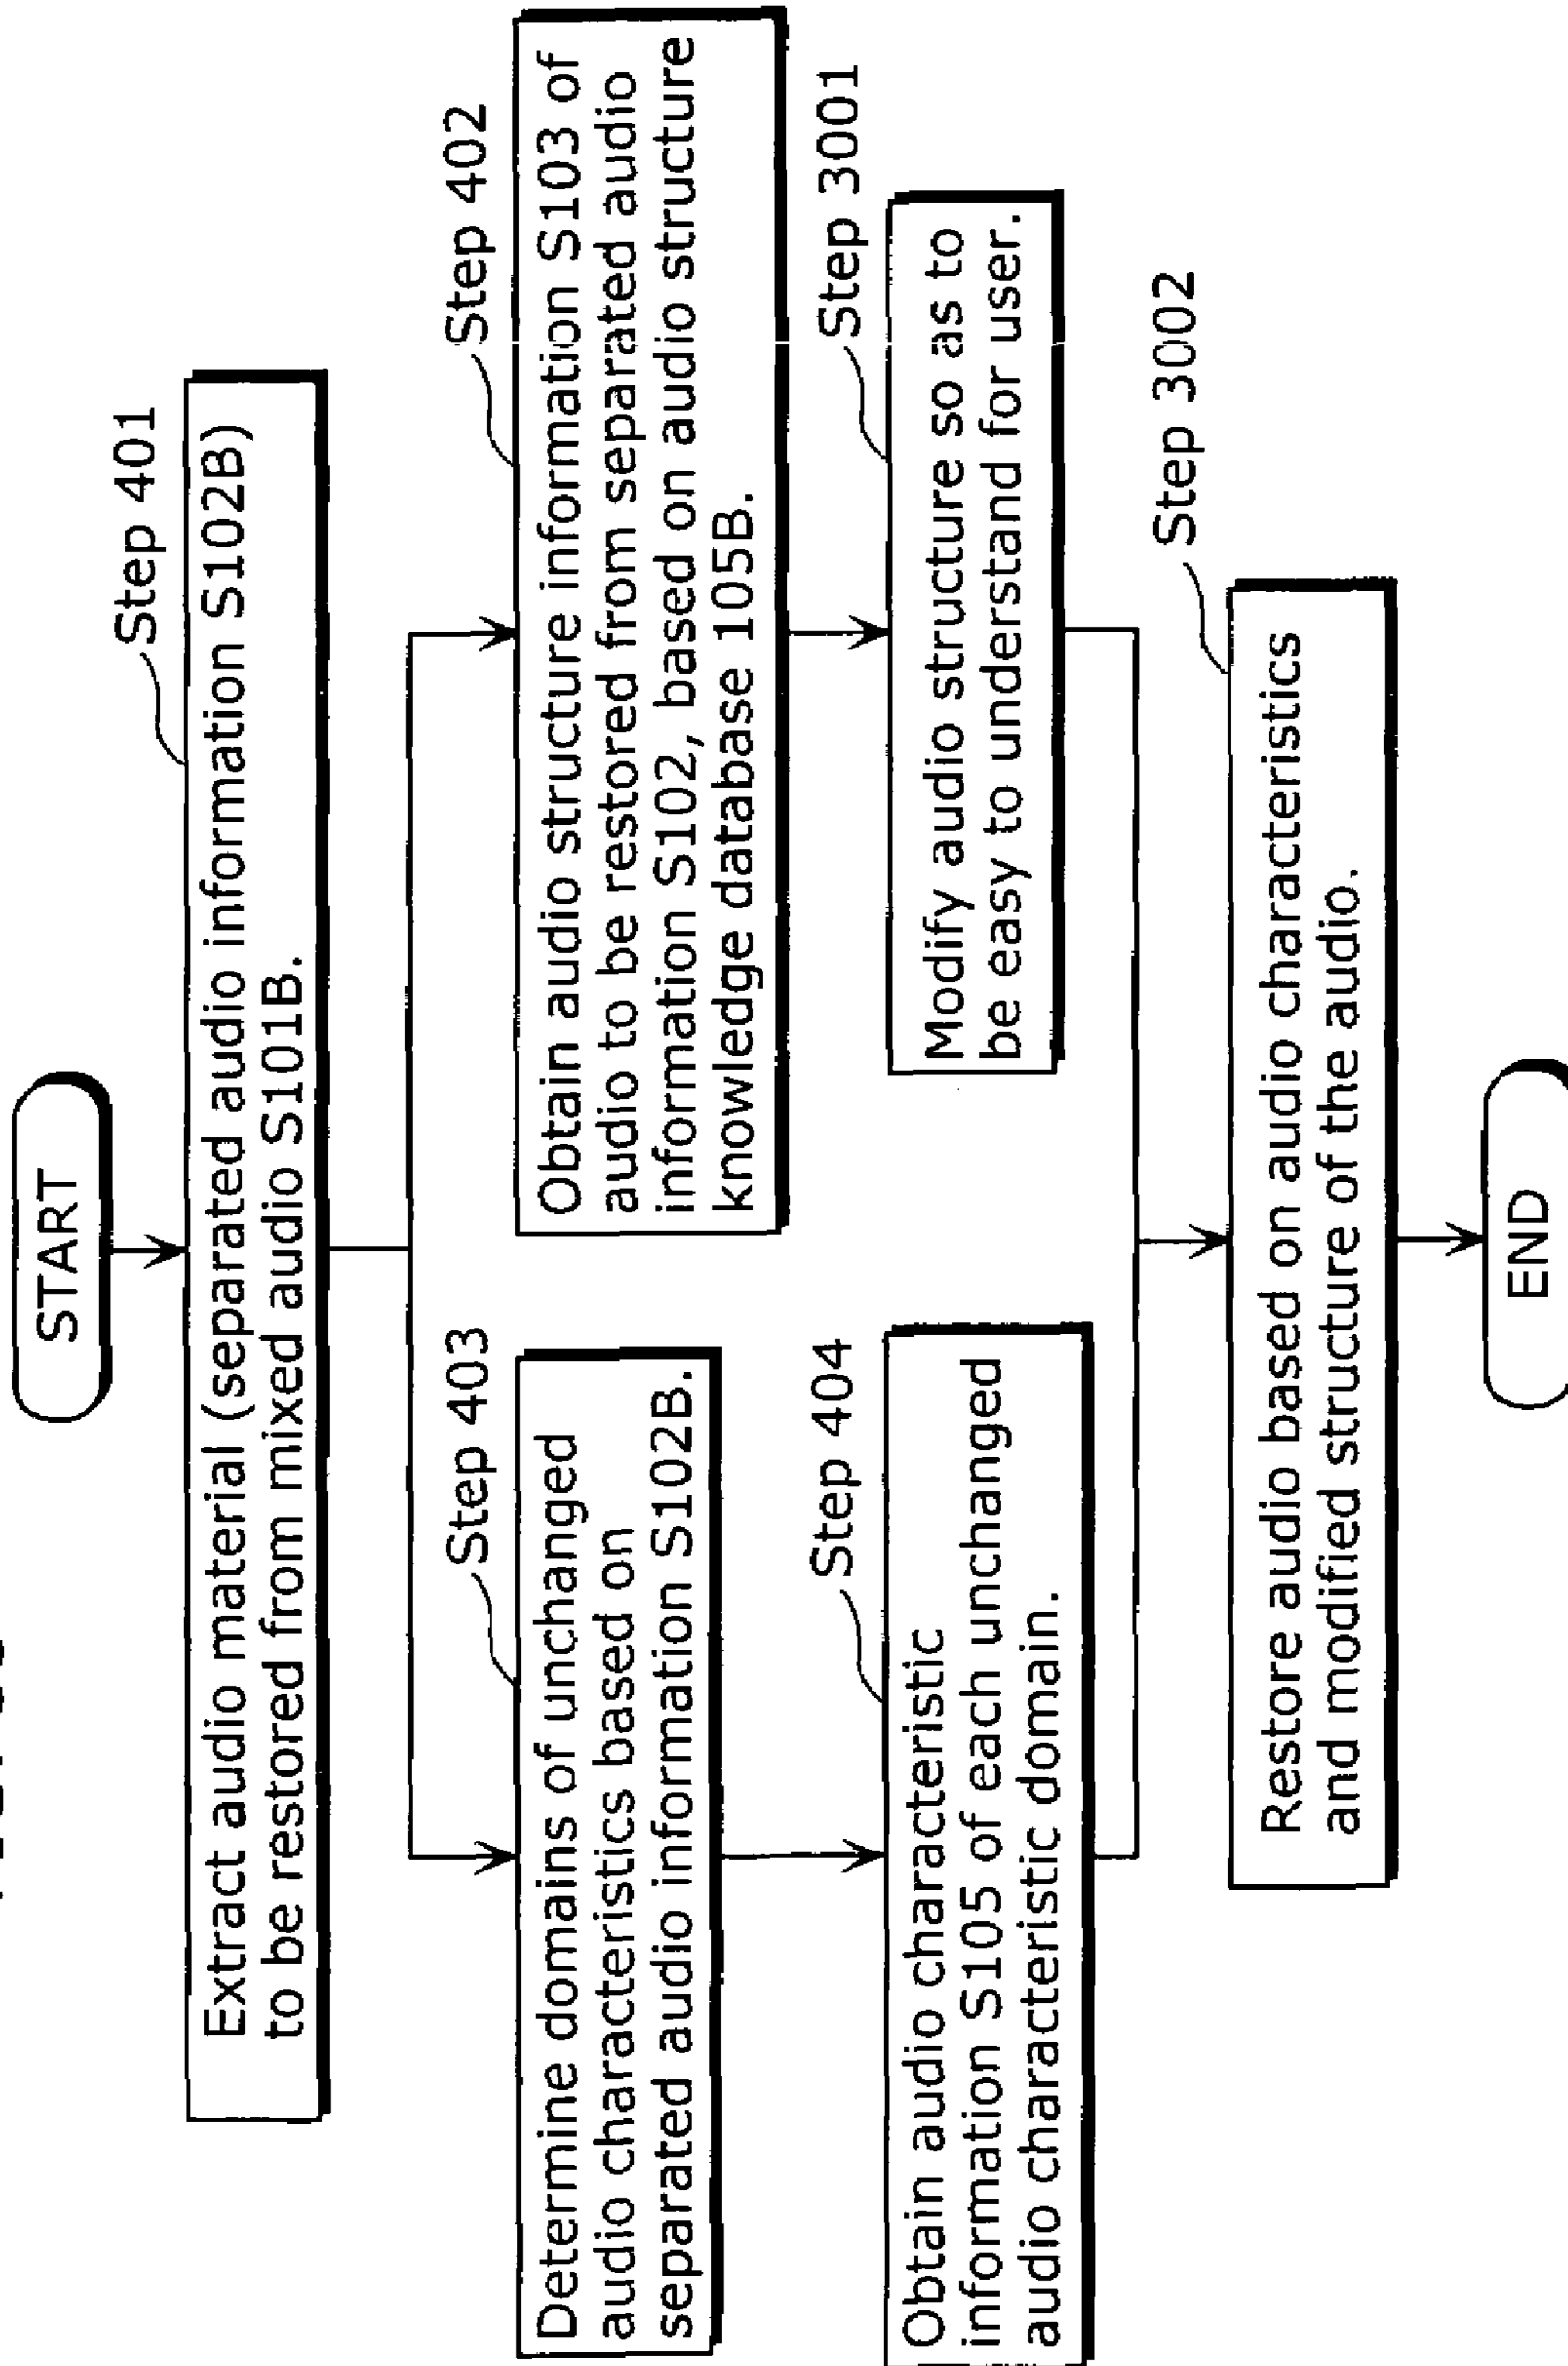 START
Step 401
Extract audio material (separated audio information S102B)
to be restored from mixed audio S101B.
Step 403
Determine domains of unchanged
audio characteristics based on
separated audio information S102B.
Step 402
Obtain audio structure information S103 of
audio to be restored from separated audio
information S102, based on audio structure
knowledge database 105B.
Step 404
Obtain audio characteristic
information S105 of each unchanged
audio characteristic domain.
Step 3001
Modify audio structure so as to
be easy to understand for user.
Step 3002
Restore audio based on audio characteristics
and modified structure of the audio.
END